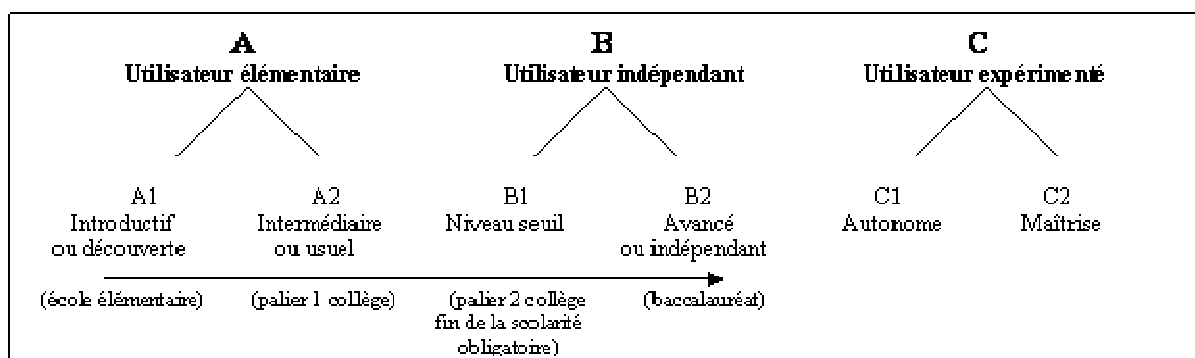 A B C
Utilisateur élémentaire Utilisateur indépendant Utilisateur expérimenté
A1 A2 B1 B2 C1 C2
Introductif Intermédiaire Niveau seuil Avancé Autonome Maîtrise
ou découverte ou usuel ou indépendant
(école élémentaire) (palier 1 collège) (palier 2 collège (baccalauréat)
fin de la scolarité
obligatoire)